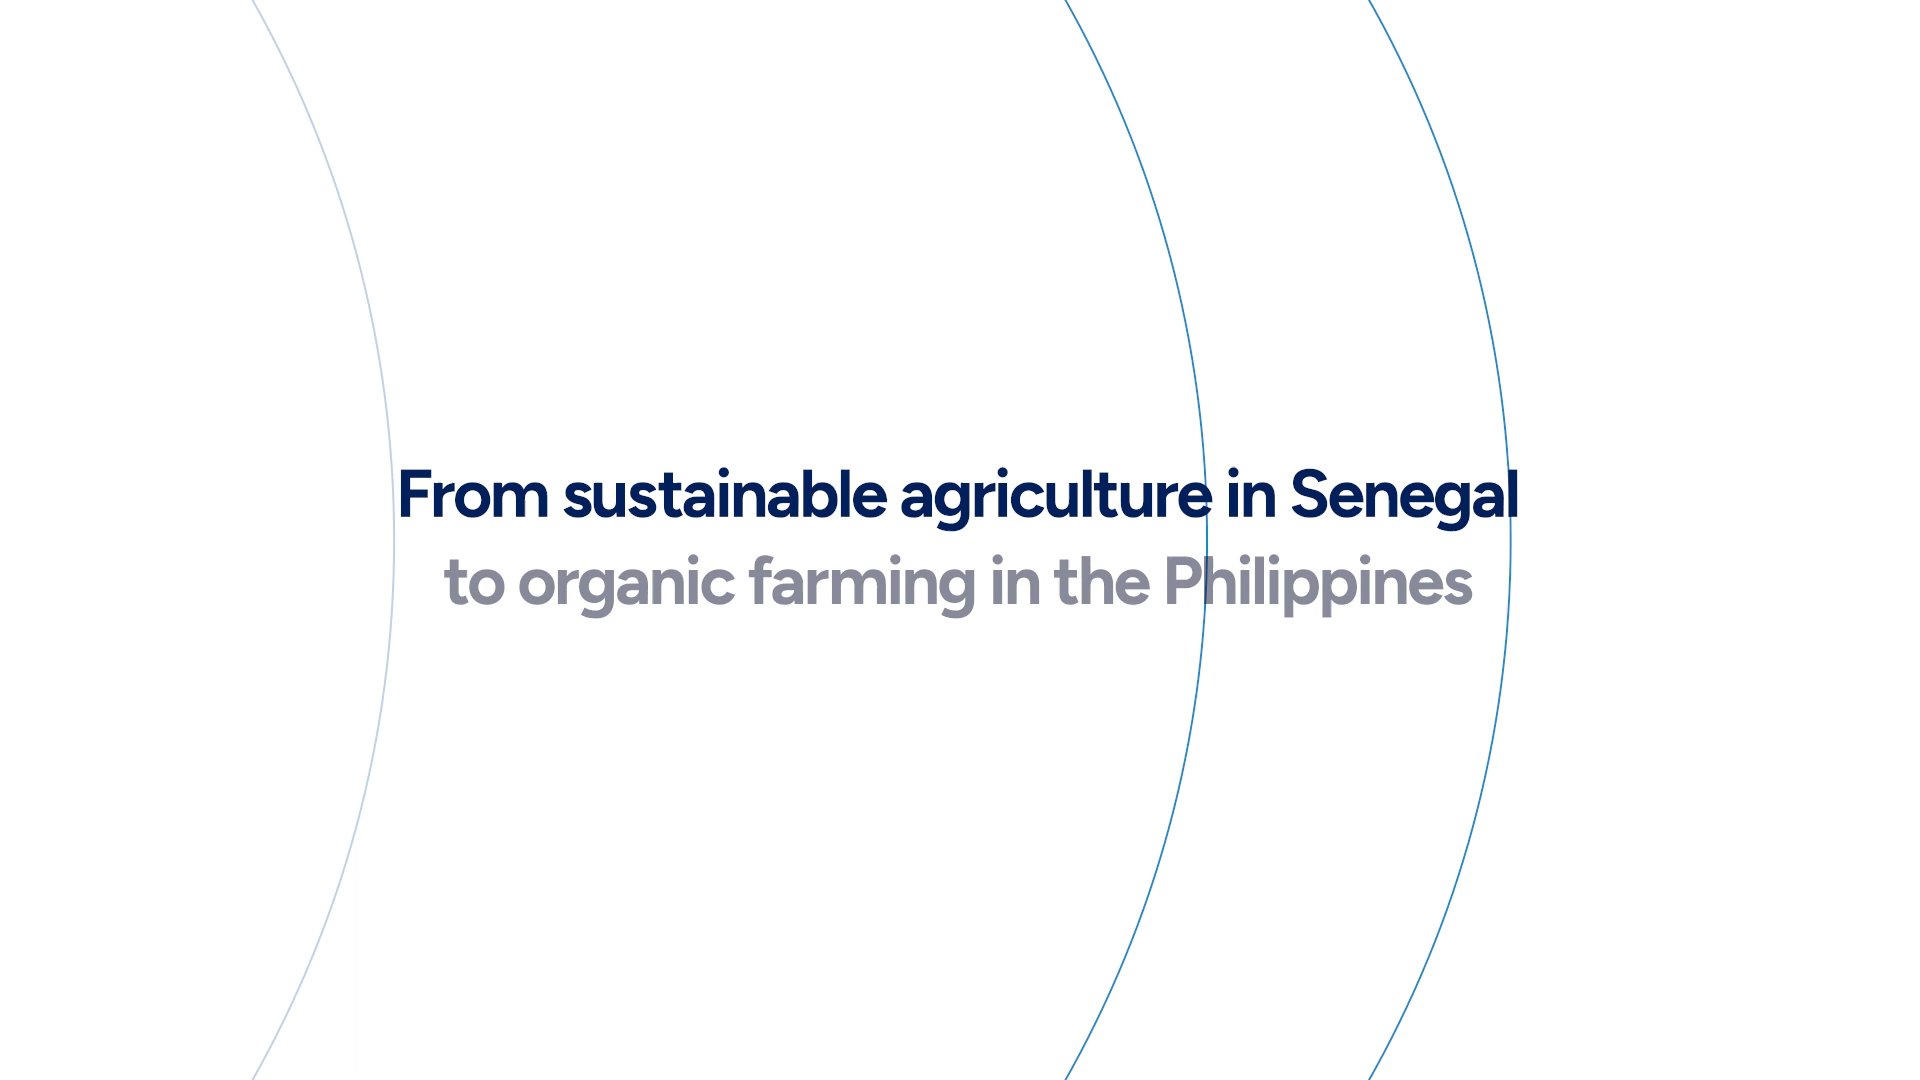 From sustainable agriculture in Senegal
to organic farming in the Philippines